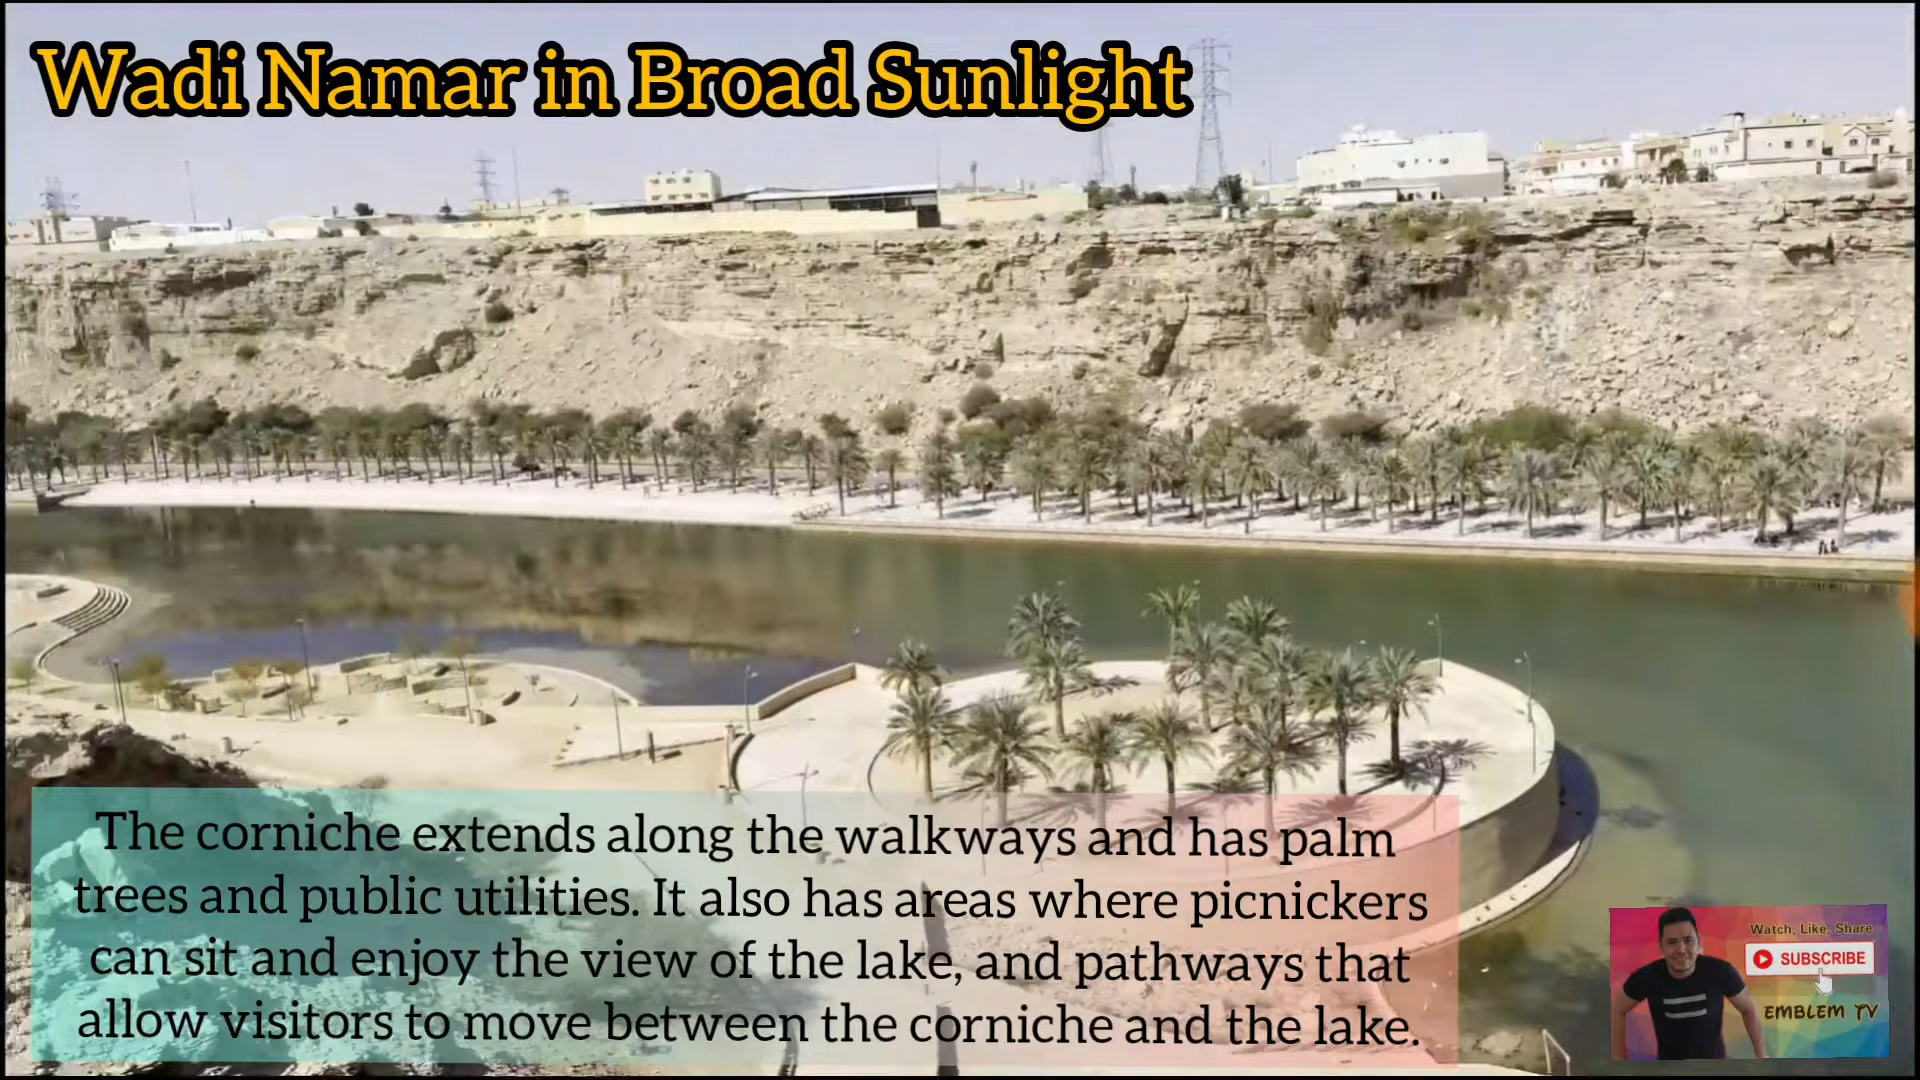 Wadi Namar in Broad Sunlight
The corniche extends along the walkways and has palm
trees and public utilities. It also has areas where picnickers
can sit and enjoy the view of the lake, and pathways that
allow visitors to move between the corniche and the lake.
Watch, Like, Share
SUBSCRIBE
EMBLEM TV